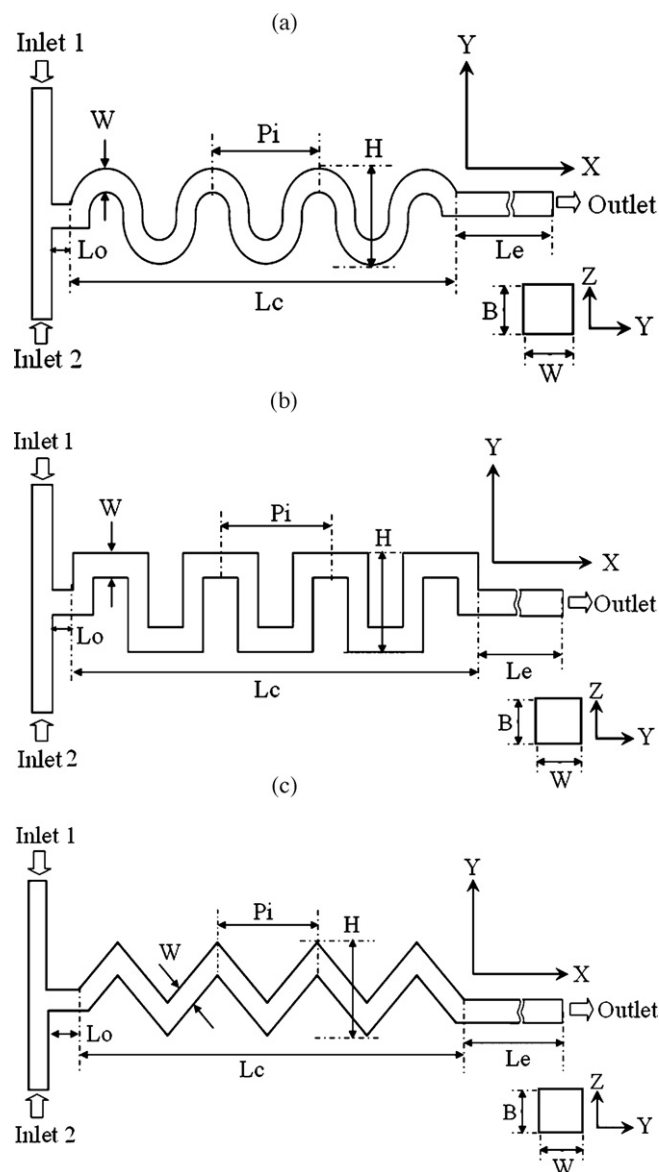 (a)
Inlet 1
Y
W
Pi
H
X
Outlet
Lo
Le
Lc
Z
B
Y
W
Inlet 2
(b)
Inlet 1
Y
W
Pi
H
X
Outlet
Lo
Le
Lc
Z
B
Y
W
Inlet 2
(c)
Inlet 1
Y
Pi
H
W
X
Outlet
Lo
Le
Lc
Z
B
Y
W
Inlet 2